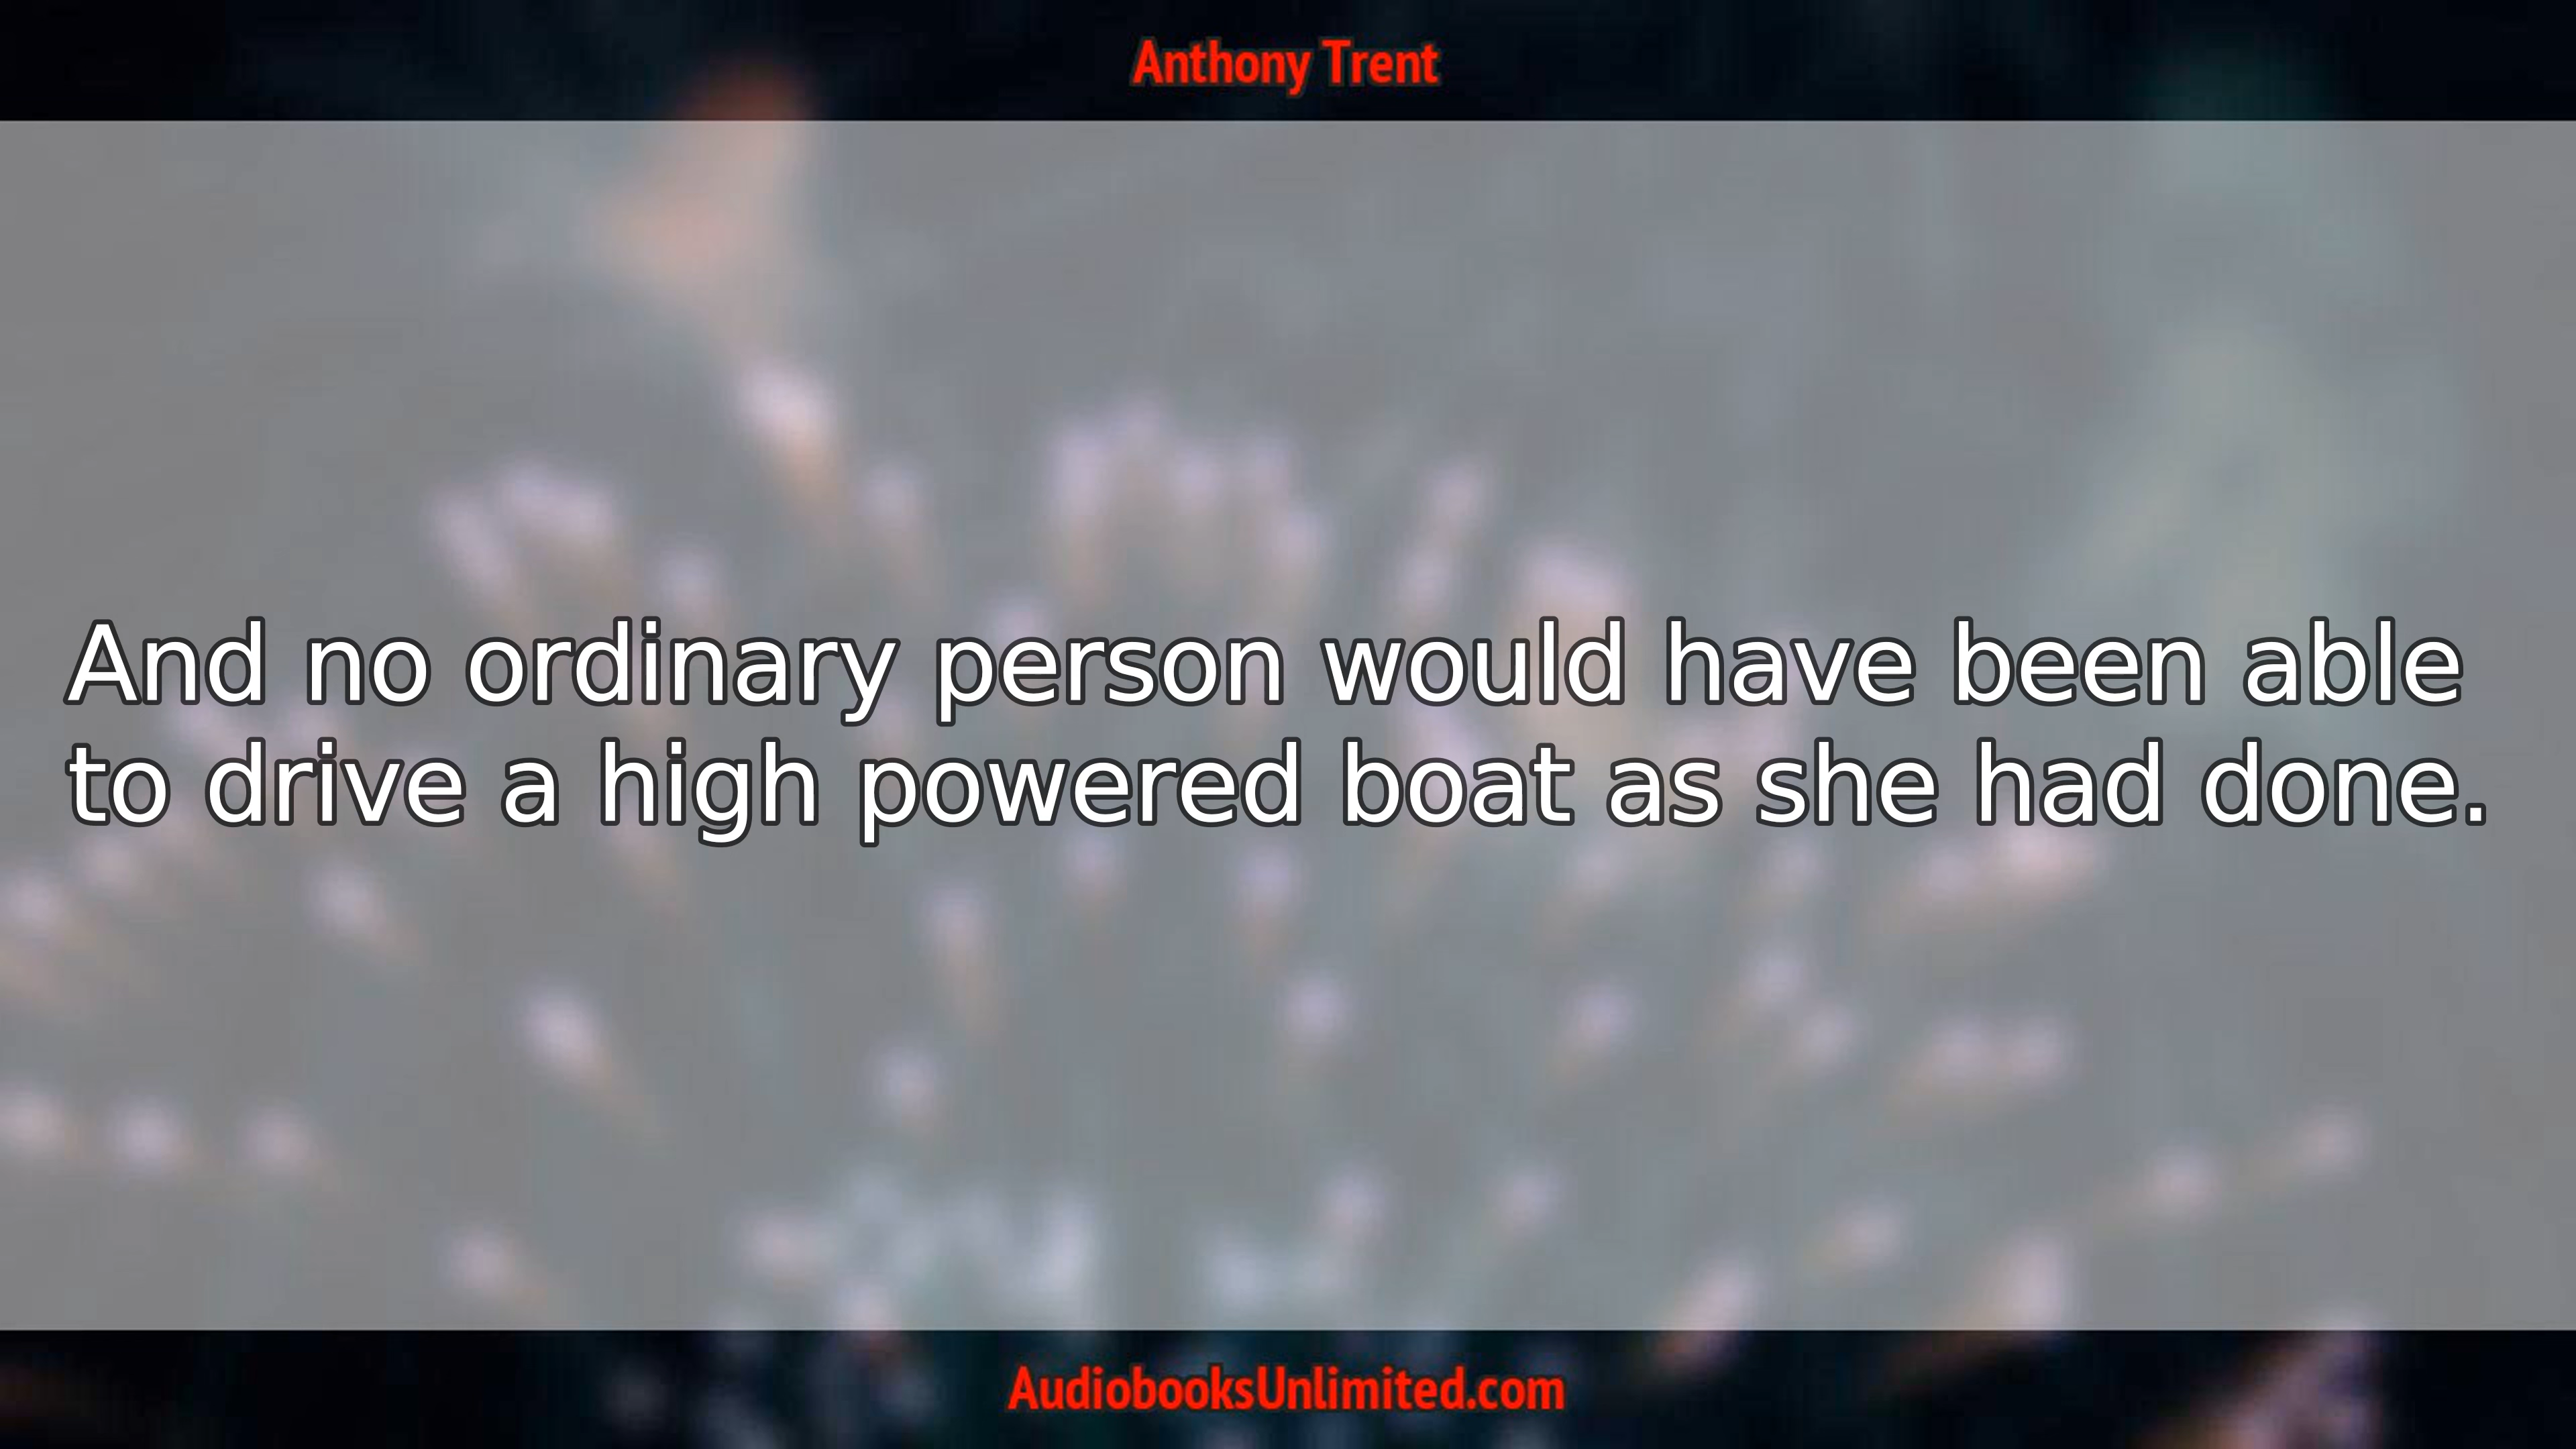 Anthony Trent
And no ordinary person would have been able
to drive a high powered boat as she had done.
AudiobooksUnlimited.com